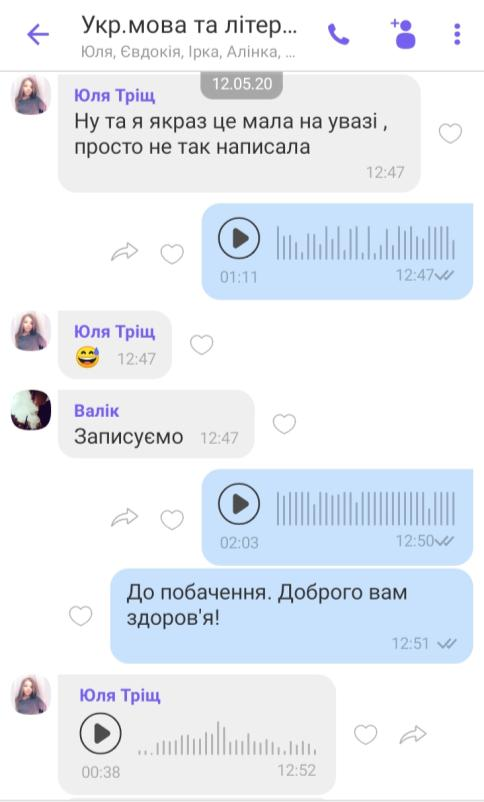 Укр.мова та літер...
Юля, Євдокія, Ірка, Алінка, ...
12.05.20
Юля Тріщ
Ну та я якраз це мала на увазі ,
просто не так написала
12:47
01:11
12:47
Юля Тріщ
12:47
Валік
Записуємо 12:47
02:03
12:50
До побачення. Доброго вам
здоров'я!
12:51
Юля Тріщ
00:38
12:52